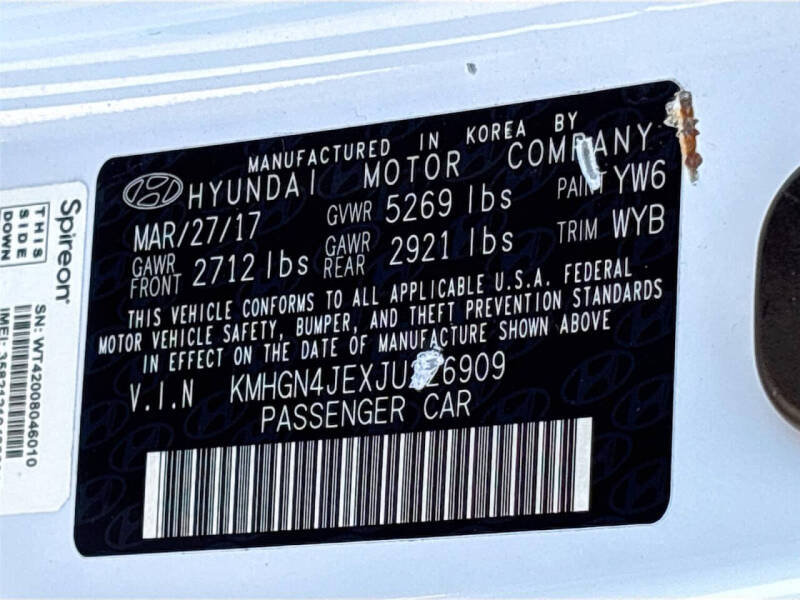 MANUFACTURED IN KOREA BY
HYUNDAI MOTOR COMPANY
MAR/27/17 GVWR 5269 lbs PAINT YW6
GAWR FRONT 2712 lbs GAWR REAR 2921 lbs TRIM WYB
THIS VEHICLE CONFORMS TO ALL APPLICABLE U.S.A. FEDERAL
MOTOR VEHICLE SAFETY, BUMPER, AND THEFT PREVENTION STANDARDS
IN EFFECT ON THE DATE OF MANUFACTURE SHOWN ABOVE
V.I.N
PASSENGER CAR
THIS
SIDE
DOWN
SN: WT42008046010